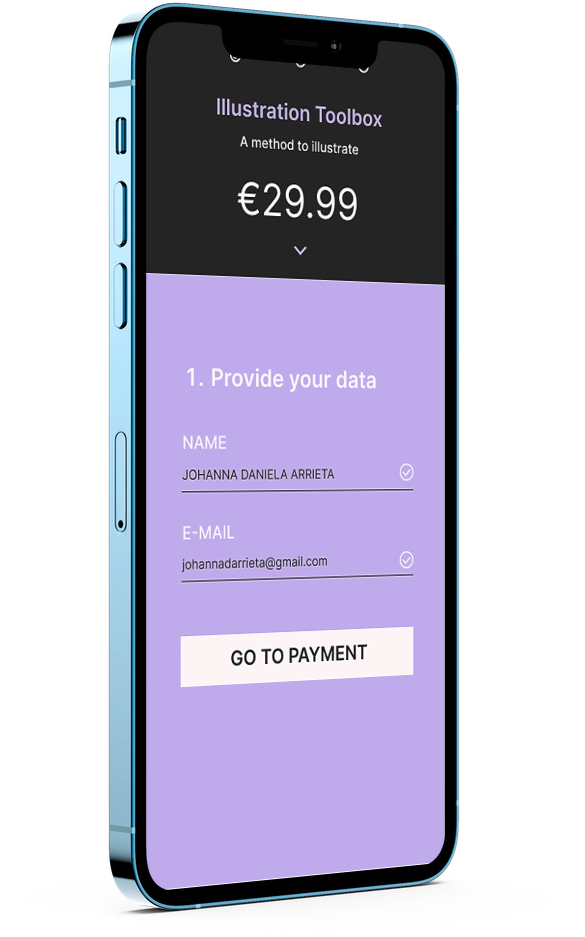 Illustration Toolbox
A method to illustrate
€29.99
1. Provide your data
NAME
JOHANNA DANIELA ARRIETA
E-MAIL
johannadarrieta@gmail.com
GO TO PAYMENT